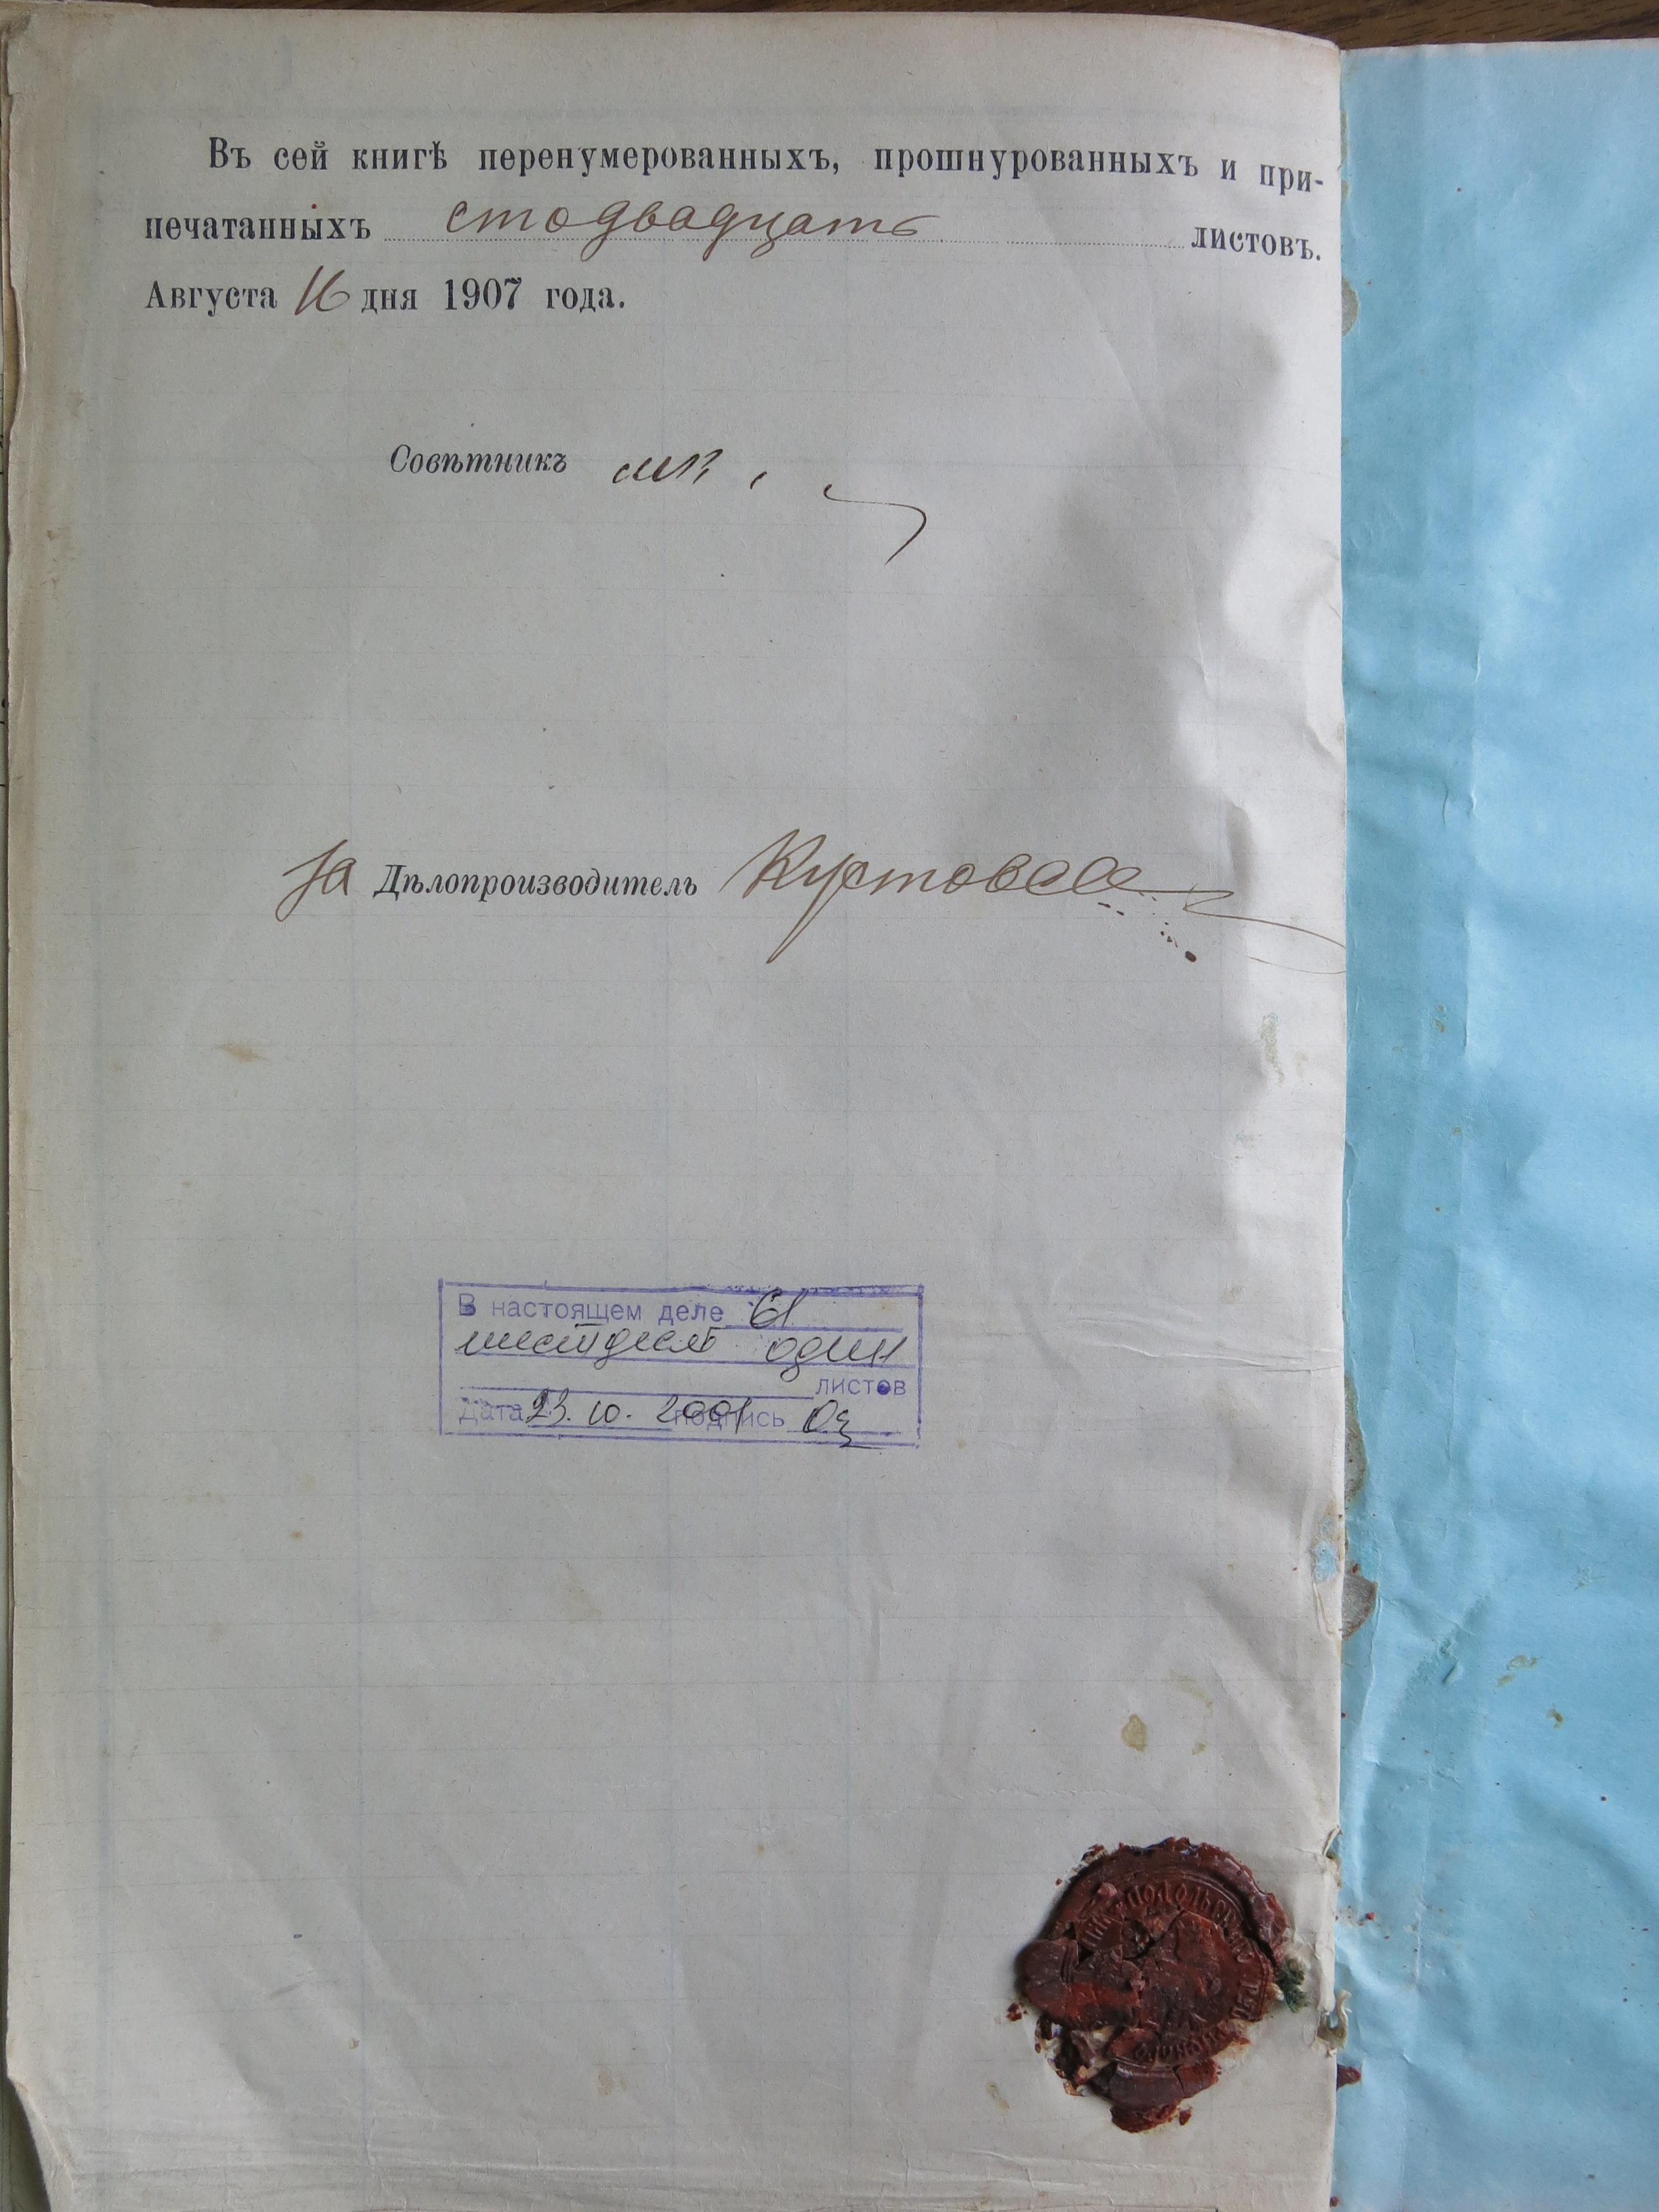 Въ сей книгѣ перенумерованныхъ, прошнурованныхъ и при-
печатанныхъ стодвадцать листовъ.
Августа 16 дня 1907 года.
Совѣтникъ
За Дѣлопроизводитель
В настоящем деле 61
шестдесят один
листов
Дата 23. 10. 2001 подпись
ПОДОЛЬСКАГО